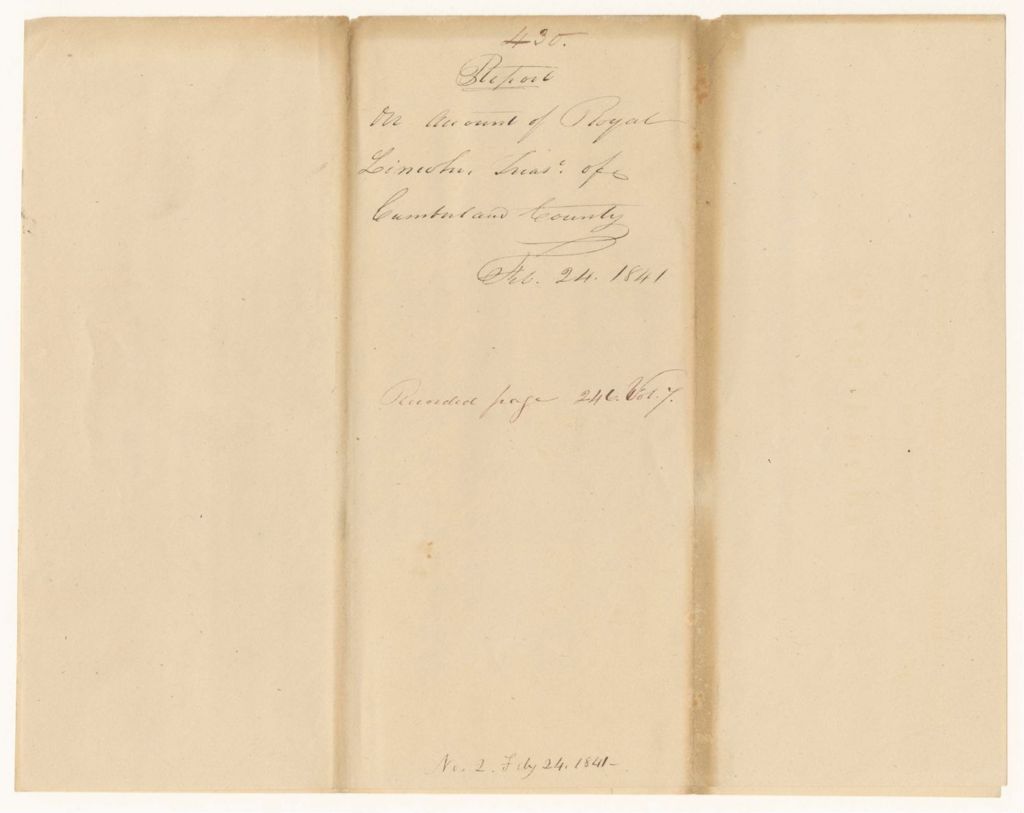 430.
Report
On Account of Royal
Lincoln, Treasr. of
Cumberland County
Feb. 24. 1841
Recorded page 246. Vol. 7.
No. 2. Feby 24. 1841-